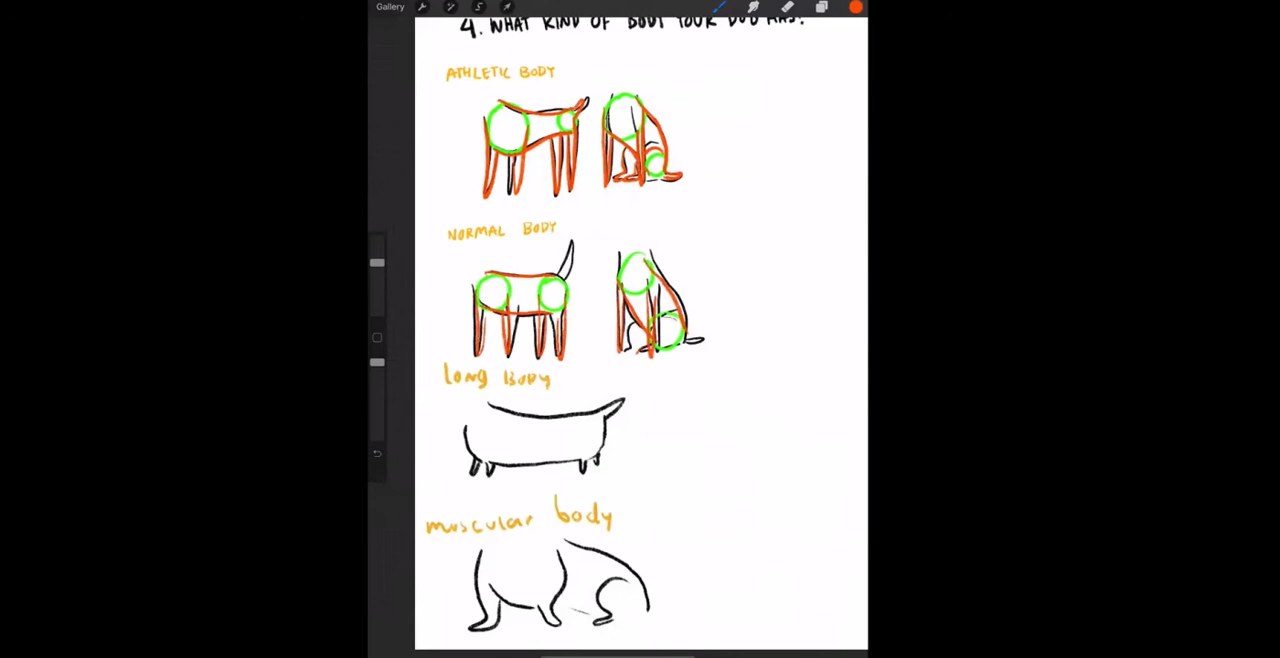 Gallery
4. WHAT KIND OF BODY YOUR DOG HAS?
ATHLETIC BODY
NORMAL BODY
Long BODY
muscular body